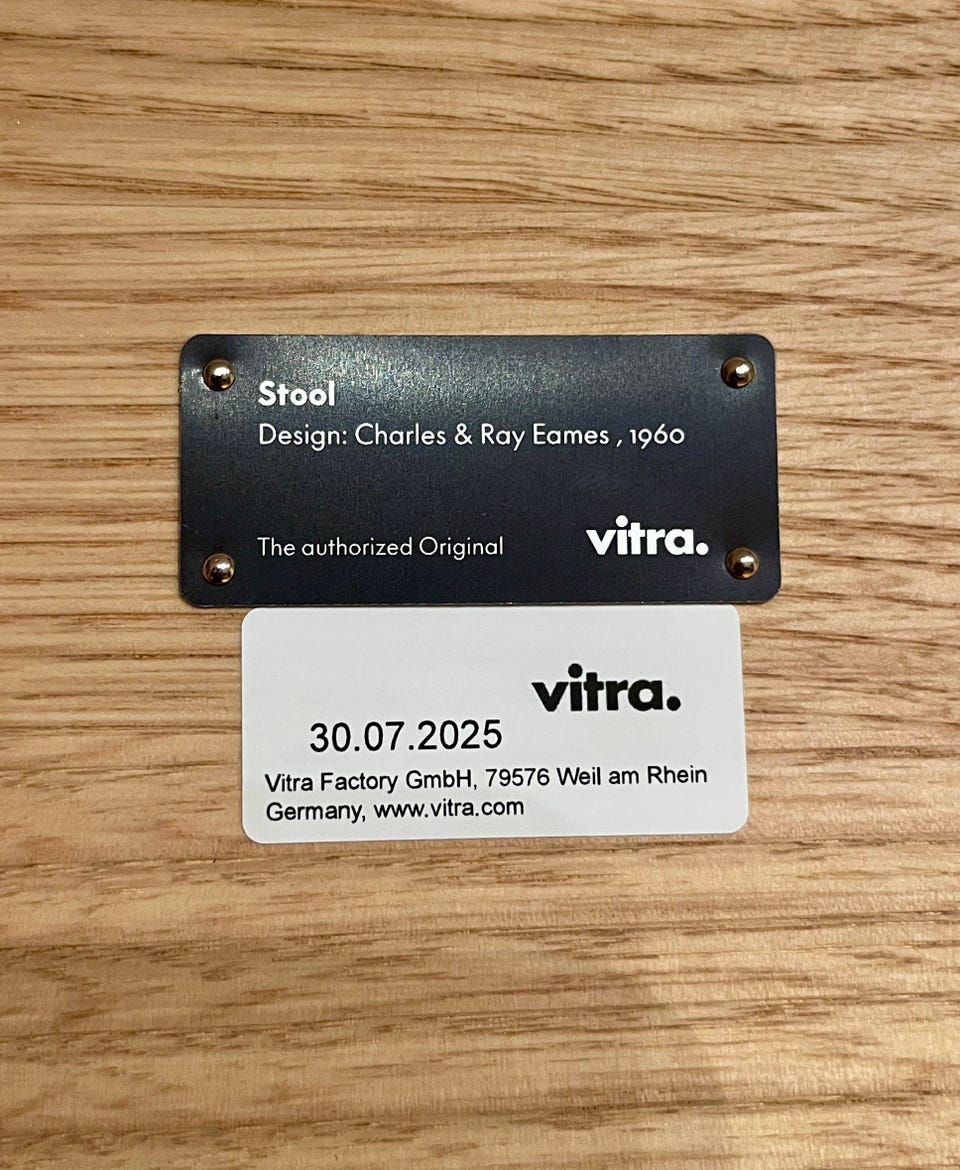 Stool
Design: Charles & Ray Eames , 1960
The authorized Original
vitra.
vitra.
30.07.2025
Vitra Factory GmbH, 79576 Weil am Rhein
Germany, www.vitra.com